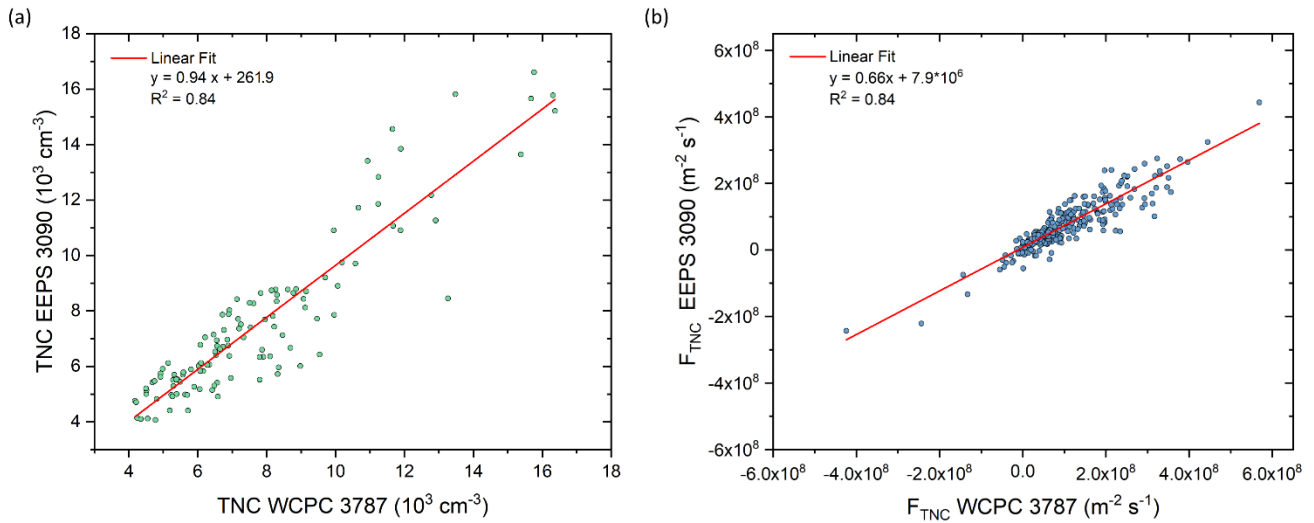 (a)
18
16
14
12
10
8
6
4
TNC EEPS 3090 (10³ cm⁻³)
Linear Fit
y = 0.94 x + 261.9
R² = 0.84
4 6 8 10 12 14 16 18
TNC WCPC 3787 (10³ cm⁻³)
(b)
6x10⁸
4x10⁸
2x10⁸
0
-2x10⁸
-4x10⁸
-6x10⁸
F_TNC EEPS 3090 (m⁻² s⁻¹)
Linear Fit
y = 0.66x + 7.9*10⁶
R² = 0.84
-6.0x10⁸ -4.0x10⁸ -2.0x10⁸ 0.0 2.0x10⁸ 4.0x10⁸ 6.0x10⁸
F_TNC WCPC 3787 (m⁻² s⁻¹)